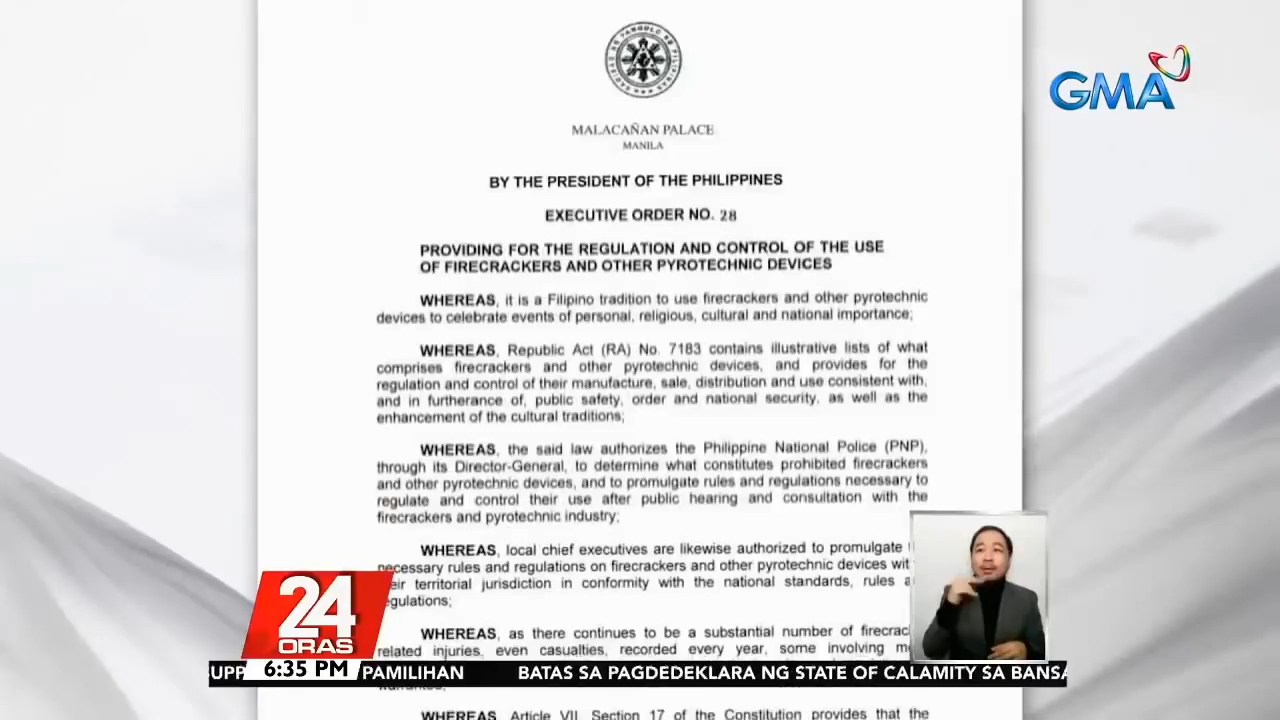 MALACAÑAN PALACE
MANILA
BY THE PRESIDENT OF THE PHILIPPINES
EXECUTIVE ORDER NO. 28
PROVIDING FOR THE REGULATION AND CONTROL OF THE USE
OF FIRECRACKERS AND OTHER PYROTECHNIC DEVICES
WHEREAS, it is a Filipino tradition to use firecrackers and other pyrotechnic
devices to celebrate events of personal, religious, cultural and national importance;
WHEREAS, Republic Act (RA) No. 7183 contains illustrative lists of what
comprises firecrackers and other pyrotechnic devices, and provides for the
regulation and control of their manufacture, sale, distribution and use consistent with,
and in furtherance of, public safety, order and national security, as well as the
enhancement of the cultural traditions;
WHEREAS, the said law authorizes the Philippine National Police (PNP),
through its Director-General, to determine what constitutes prohibited firecrackers
and other pyrotechnic devices, and to promulgate rules and regulations necessary to
regulate and control their use after public hearing and consultation with the
firecrackers and pyrotechnic industry;
WHEREAS, local chief executives are likewise authorized to promulgate
necessary rules and regulations on firecrackers and other pyrotechnic devices wit
eir territorial jurisdiction in conformity with the national standards, rules a
egulations;
WHEREAS, as there continues to be a substantial number of firecrac
related injuries, even casualties, recorded every year, some involving m
WHEREAS, Article VII, Section 17 of the Constitution provides that the
GMA
24
ORAS
6:35 PM
UPP PAMILIHAN BATAS SA PAGDEDEKLARA NG STATE OF CALAMITY SA BANSA